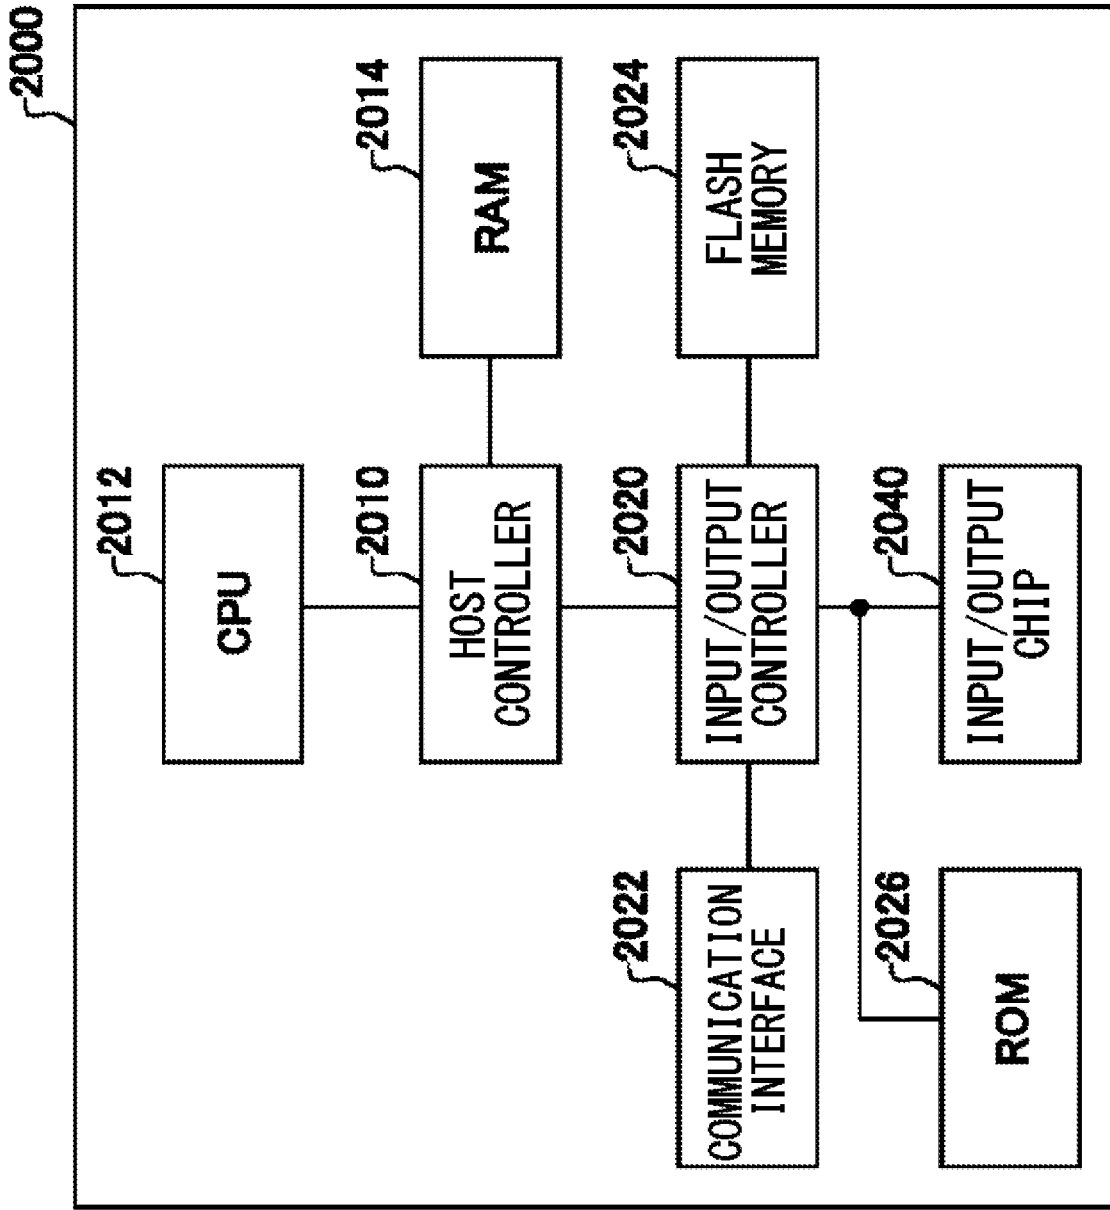 2000
2012
CPU
2014
RAM
2010
HOST
CONTROLLER
2024
FLASH
MEMORY
2020
INPUT/OUTPUT
CONTROLLER
2022
COMMUNICATION
INTERFACE
2040
INPUT/OUTPUT
CHIP
2026
ROM